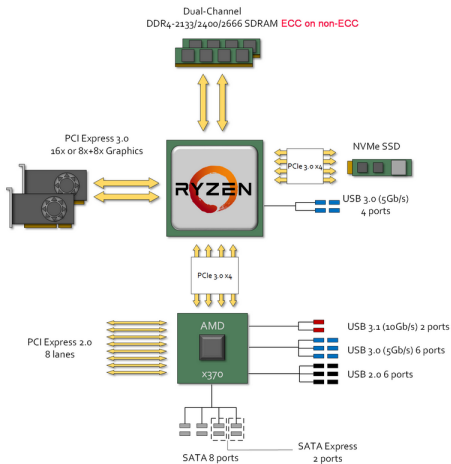 Dual-Channel
DDR4-2133/2400/2666 SDRAM ECC on non-ECC
PCI Express 3.0
16x or 8x+8x Graphics
RYZEN
PCIe 3.0 x4
NVMe SSD
USB 3.0 (5Gb/s)
4 ports
PCIe 3.0 x4
PCI Express 2.0
8 lanes
AMD
X370
USB 3.1 (10Gb/s) 2 ports
USB 3.0 (5Gb/s) 6 ports
USB 2.0 6 ports
SATA 8 ports
SATA Express
2 ports